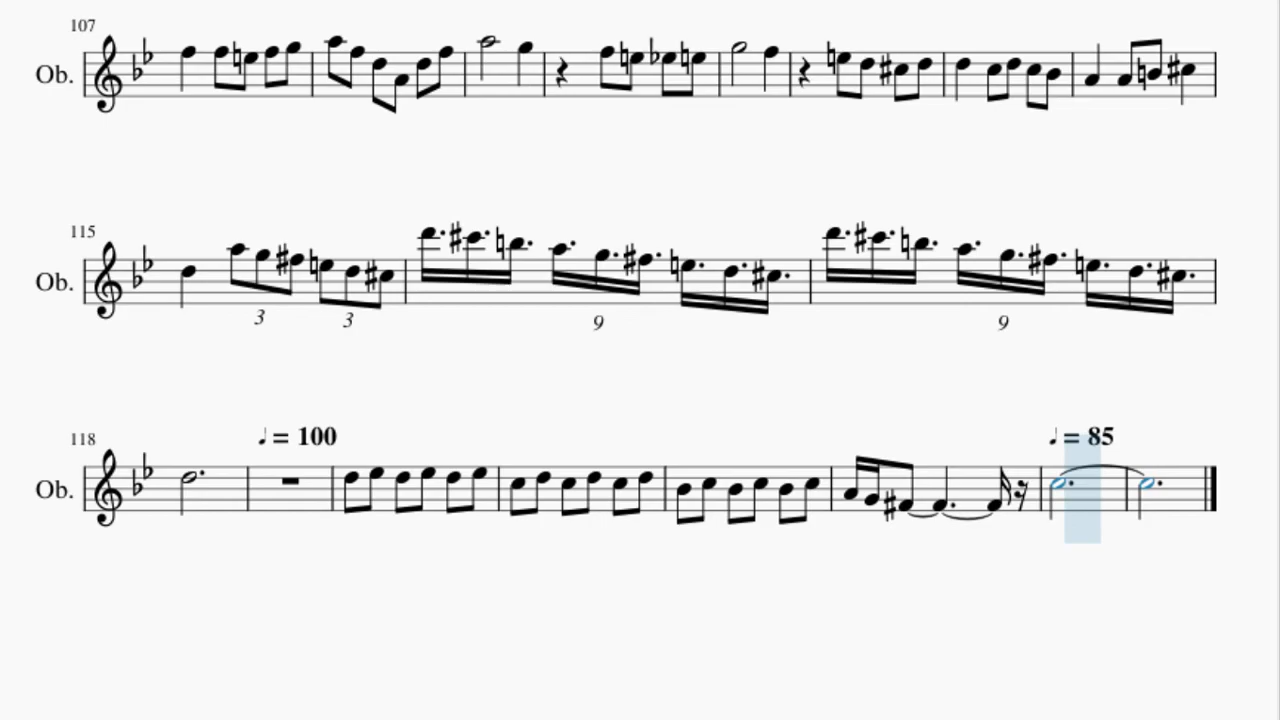 107
Ob.
115
Ob.
3 3 9 9
118
♩ = 100 ♩ = 85
Ob.